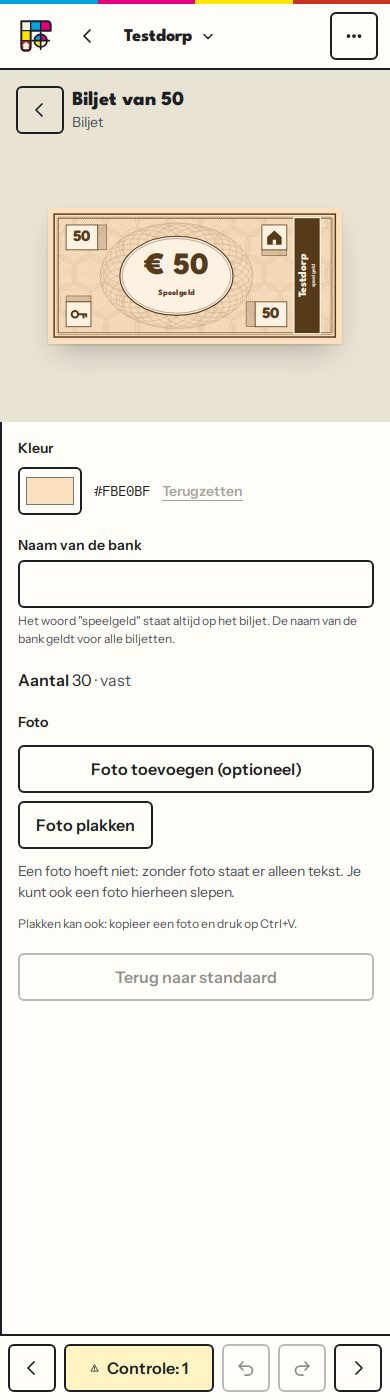 Testdorp
Biljet van 50
Biljet
50
€ 50
Speelgeld
50
Testdorp
speelgeld
Kleur
#FBE0BF Terugzetten
Naam van de bank
Het woord "speelgeld" staat altijd op het biljet. De naam van de
bank geldt voor alle biljetten.
Aantal 30 · vast
Foto
Foto toevoegen (optioneel)
Foto plakken
Een foto hoeft niet: zonder foto staat er alleen tekst. Je
kunt ook een foto hierheen slepen.
Plakken kan ook: kopieer een foto en druk op Ctrl+V.
Terug naar standaard
Controle: 1